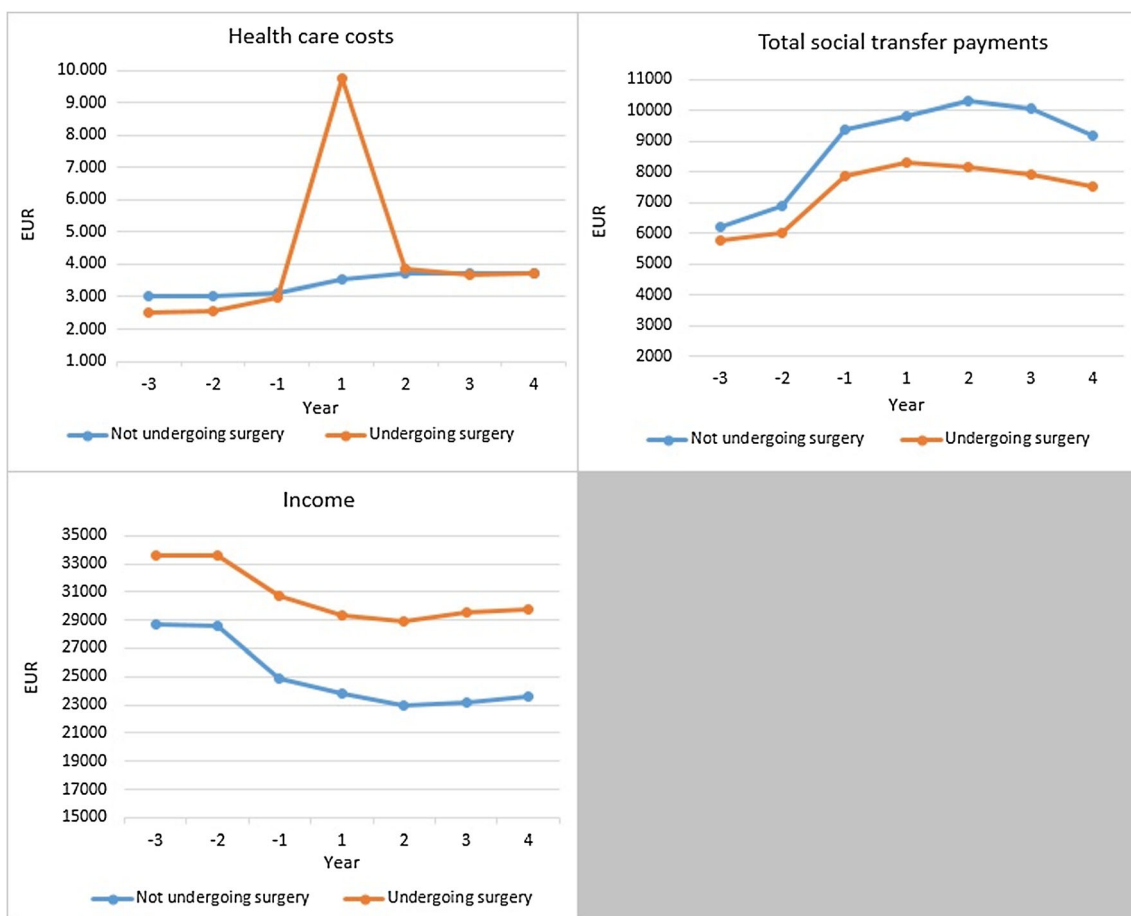 Health care costs
10.000
9.000
8.000
7.000
6.000
5.000
4.000
3.000
2.000
1.000
EUR
-3 -2 -1 1 2 3 4
Year
Not undergoing surgery Undergoing surgery
Total social transfer payments
11000
10000
9000
8000
7000
6000
5000
4000
3000
2000
EUR
-3 -2 -1 1 2 3 4
Year
Not undergoing surgery Undergoing surgery
Income
35000
33000
31000
29000
27000
25000
23000
21000
19000
17000
15000
EUR
-3 -2 -1 1 2 3 4
Year
Not undergoing surgery Undergoing surgery